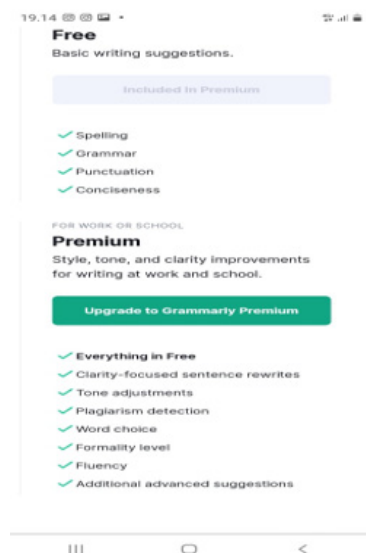 19.14
Free
Basic writing suggestions.
Included in Premium
Spelling
Grammar
Punctuation
Conciseness
FOR WORK OR SCHOOL
Premium
Style, tone, and clarity improvements
for writing at work and school.
Upgrade to Grammarly Premium
Everything in Free
Clarity-focused sentence rewrites
Tone adjustments
Plagiarism detection
Word choice
Formality level
Fluency
Additional advanced suggestions